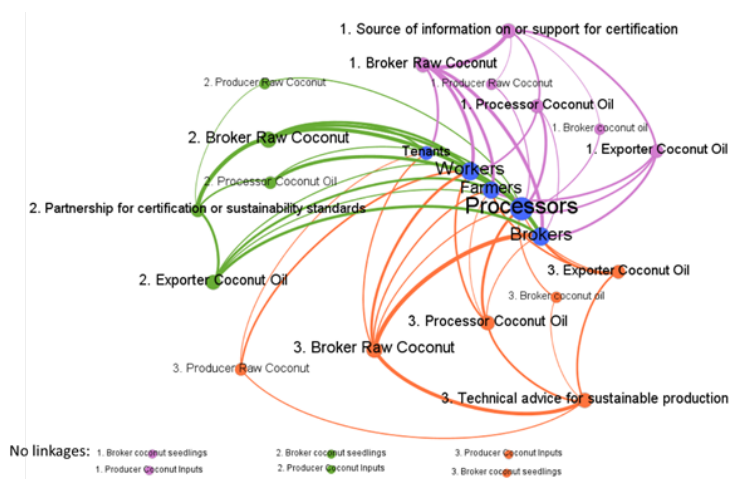 1. Source of information on or support for certification
1. Broker Raw Coconut
2. Producer Raw Coconut
1. Producer Raw Coconut
1. Processor Coconut Oil
1. Broker coconut oil
2. Broker Raw Coconut
Tenants
1. Exporter Coconut Oil
Workers
2. Processor Coconut Oil
Farmers
2. Partnership for certification or sustainability standards
Processors
Brokers
3. Exporter Coconut Oil
2. Exporter Coconut Oil
3. Broker coconut oil
3. Processor Coconut Oil
3. Broker Raw Coconut
3. Producer Raw Coconut
3. Technical advice for sustainable production
No linkages:
1. Broker coconut seedlings
2. Broker coconut seedlings
3. Producer Coconut Inputs
1. Producer Coconut Inputs
2. Producer Coconut Inputs
3. Broker coconut seedlings